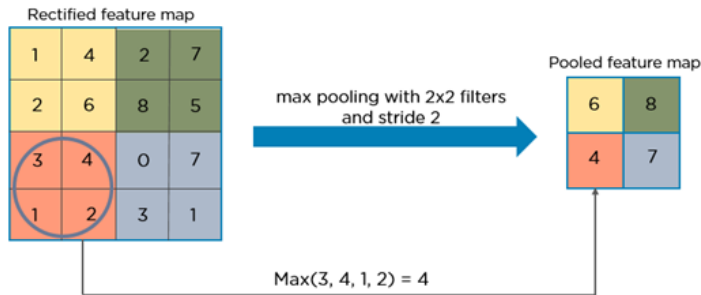 Rectified feature map
1 4 2 7
2 6 8 5
3 4 0 7
1 2 3 1
max pooling with 2x2 filters
and stride 2
Pooled feature map
6 8
4 7
Max(3, 4, 1, 2) = 4